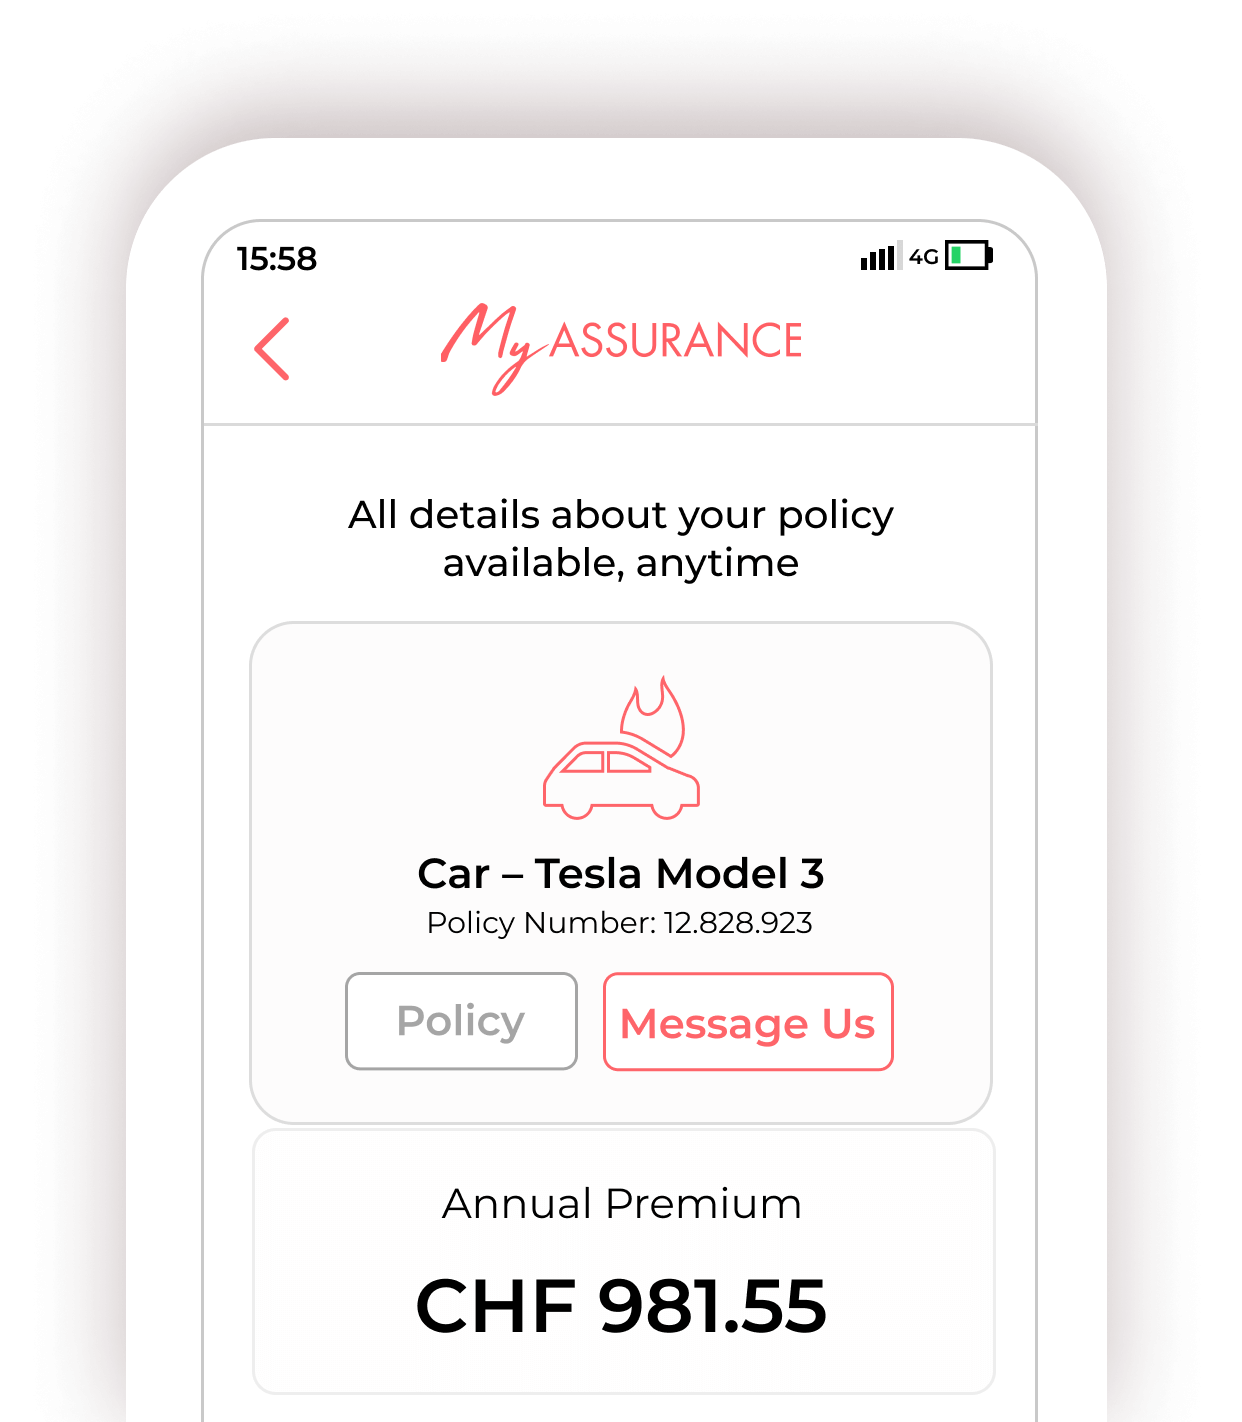 15:58
4G
My ASSURANCE
All details about your policy
available, anytime
Car – Tesla Model 3
Policy Number: 12.828.923
Policy
Message Us
Annual Premium
CHF 981.55